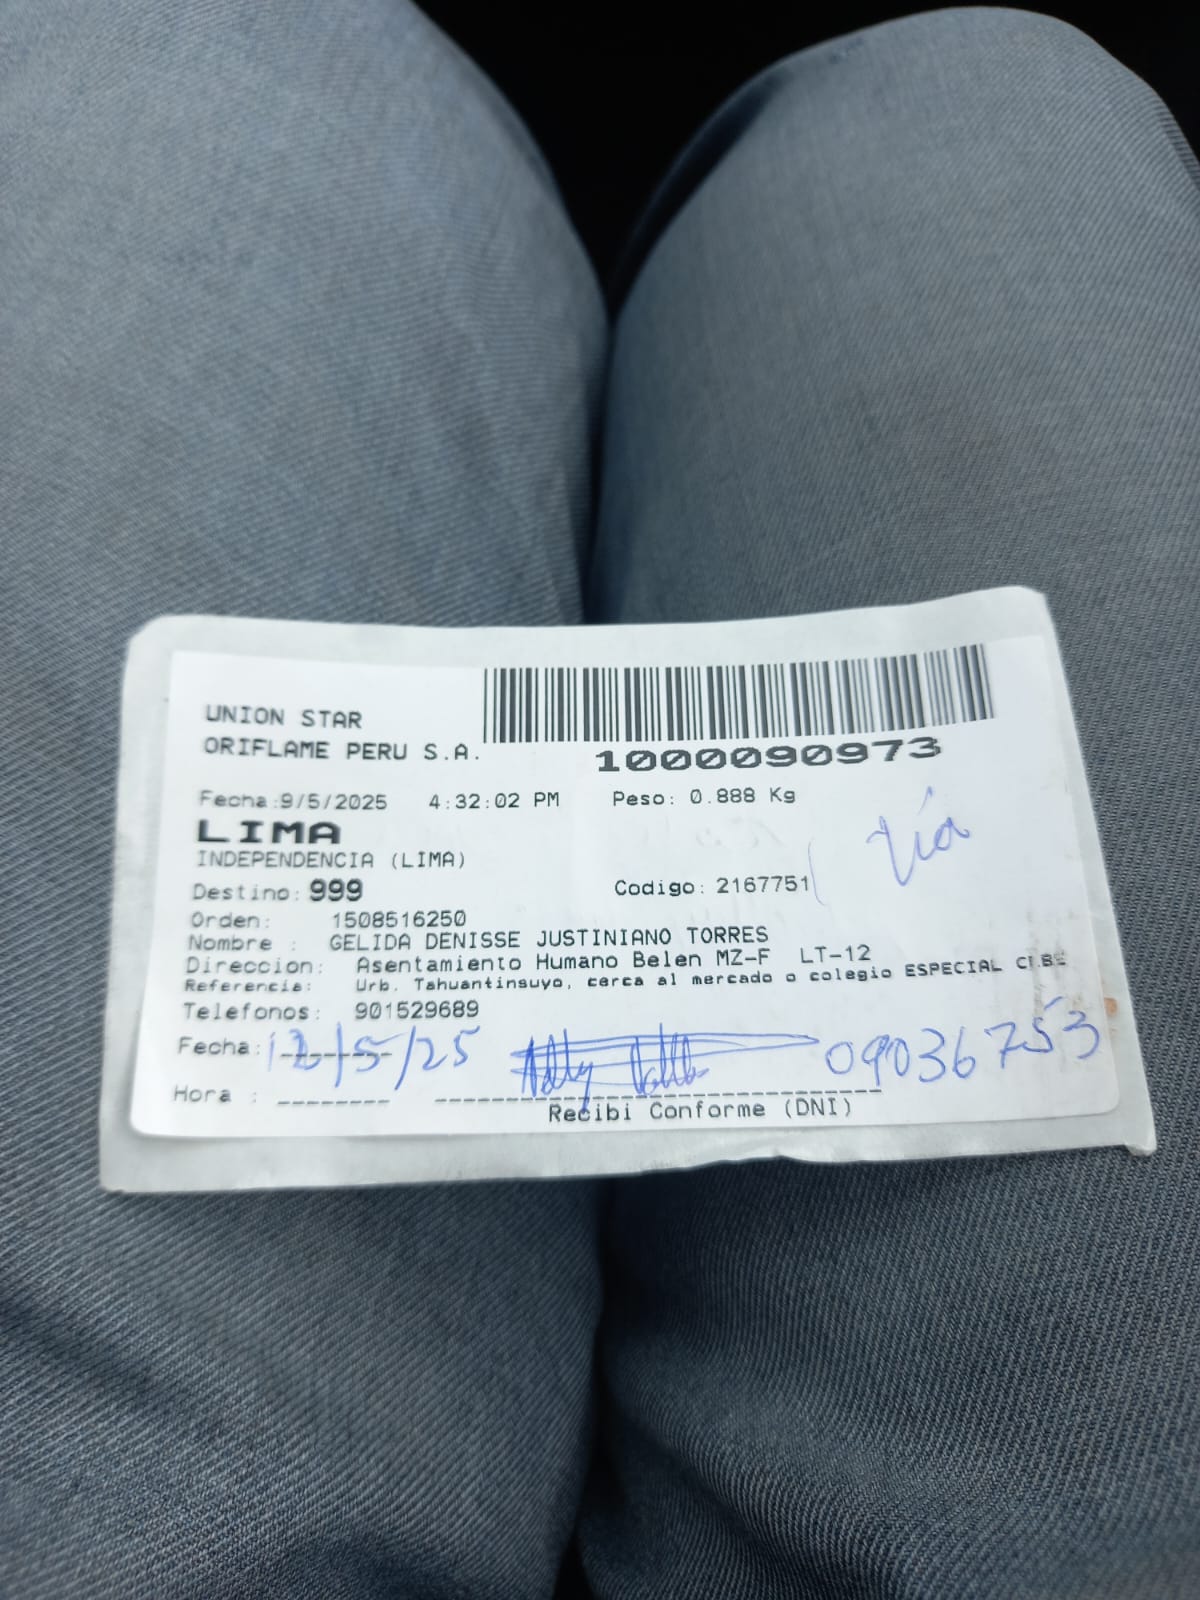 UNION STAR
ORIFLAME PERU S.A.
1000090973
Fecha:9/5/2025 4:32:02 PM Peso: 0.888 Kg
LIMA
tía
INDEPENDENCIA (LIMA)
Destino: 999 Codigo: 2167751
Orden: 1508516250
Nombre : GELIDA DENISSE JUSTINIANO TORRES
Direccion: Asentamiento Humano Belen MZ-F LT-12
Referencia: Urb. Tahuantinsuyo, cerca al mercado o colegio ESPECIAL
Telefonos: 901529689
Fecha: 12/5/25 09036753
Hora :
Recibi Conforme (DNI)